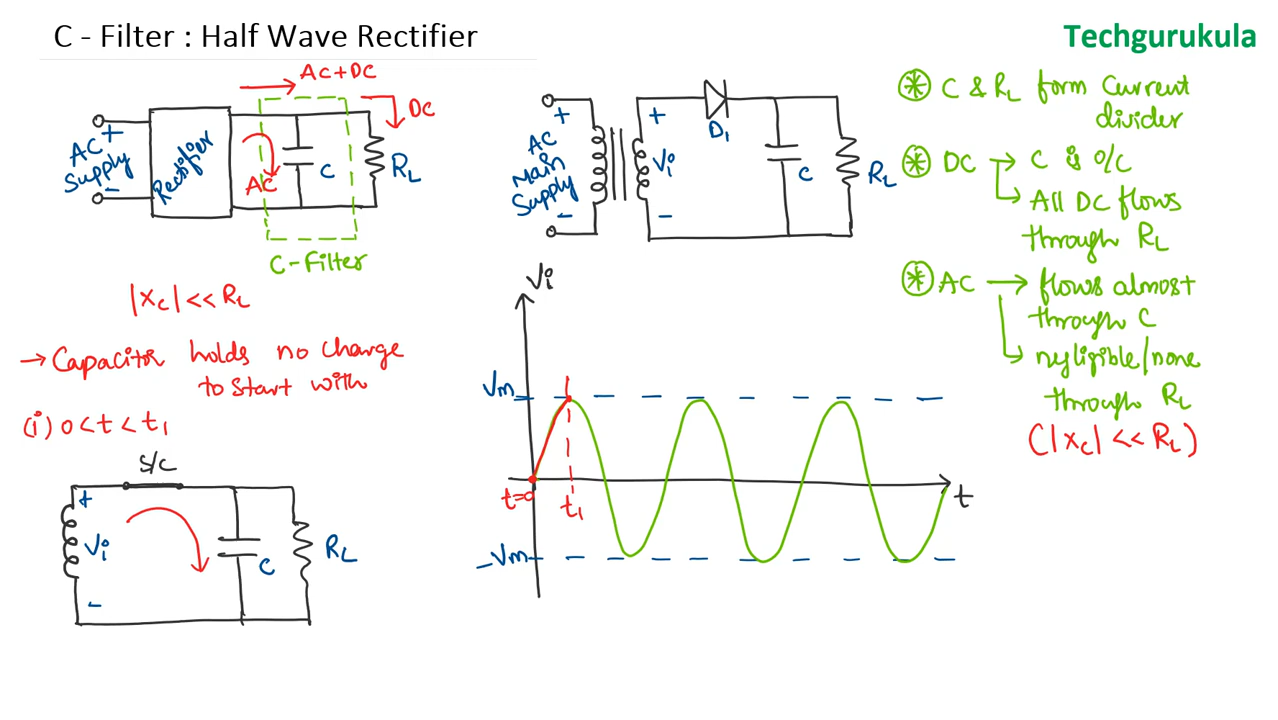 C - Filter : Half Wave Rectifier
Techgurukula
AC+DC
DC
AC
Supply
+
-
Rectifier
AC
C
RL
C-Filter
|Xc| << RL
→ Capacitor holds no charge
to start with
(i) 0 < t < t1
S/C
+
Vi
-
C
RL
+
AC
Main
Supply
-
+
Vi
-
D1
C
RL
Vi
Vm
t=0
t1
t
-Vm
* C & RL form Current
divider
* DC → C is O/C
All DC flows
through RL
* AC → flows almost
through C
negligible/none
through RL
(|Xc| << RL)